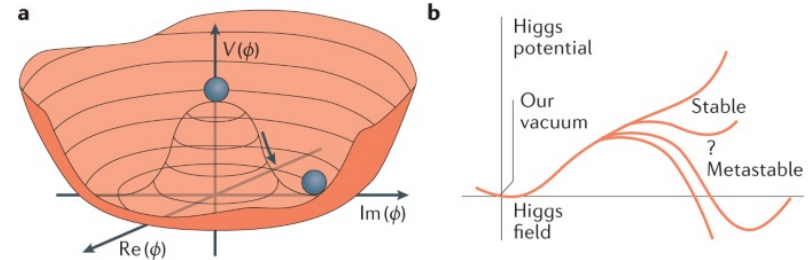 a
V(ϕ)
Im(ϕ)
Re(ϕ)
b
Higgs
potential
Our
vacuum
Stable
?
Metastable
Higgs
field